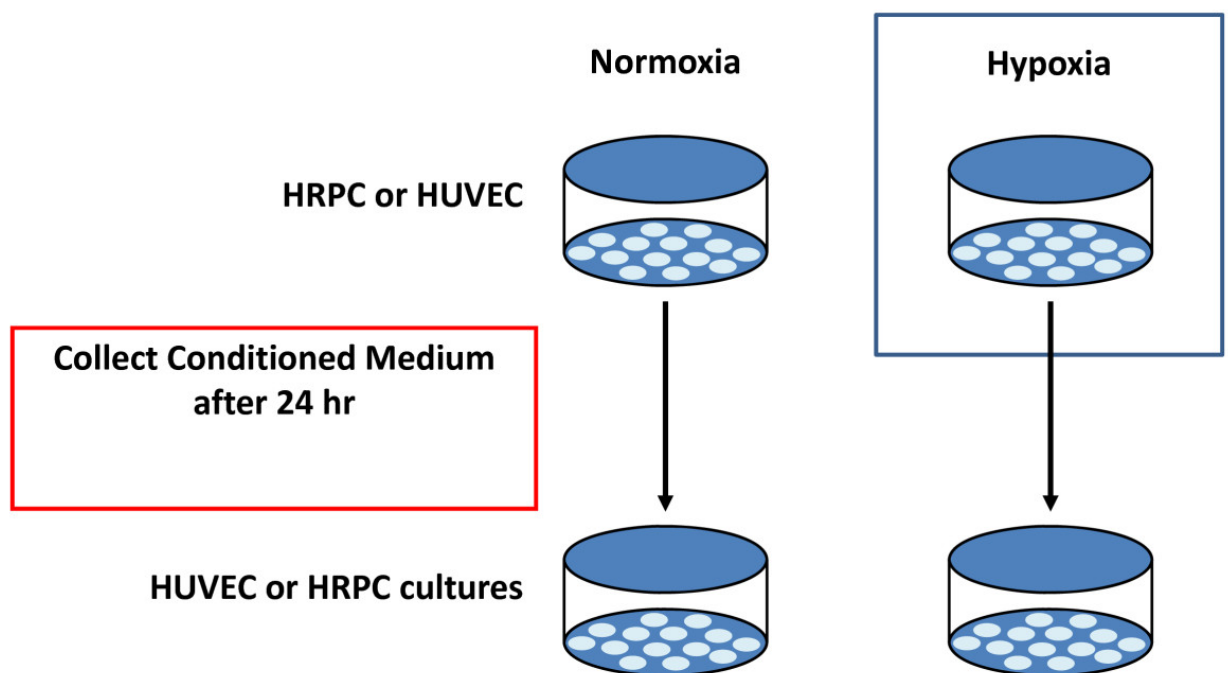 Normoxia
Hypoxia
HRPC or HUVEC
Collect Conditioned Medium
after 24 hr
HUVEC or HRPC cultures